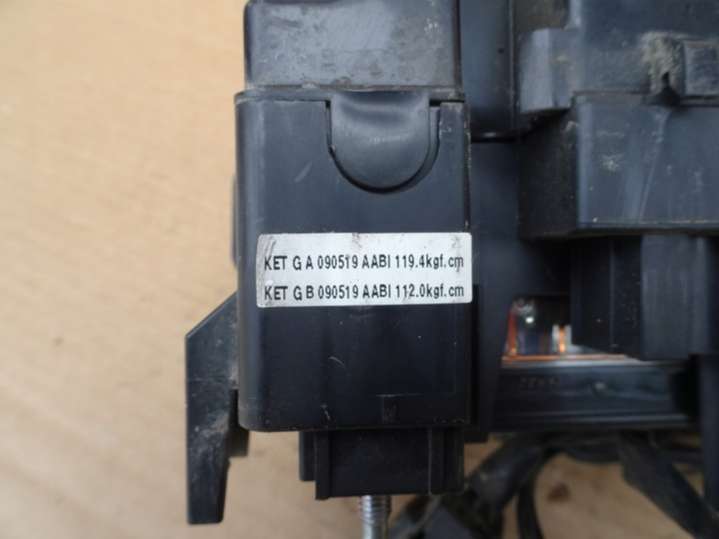 KET G A 090519 AABI 119.4kgf.cm
KET G B 090519 AABI 112.0kgf.cm